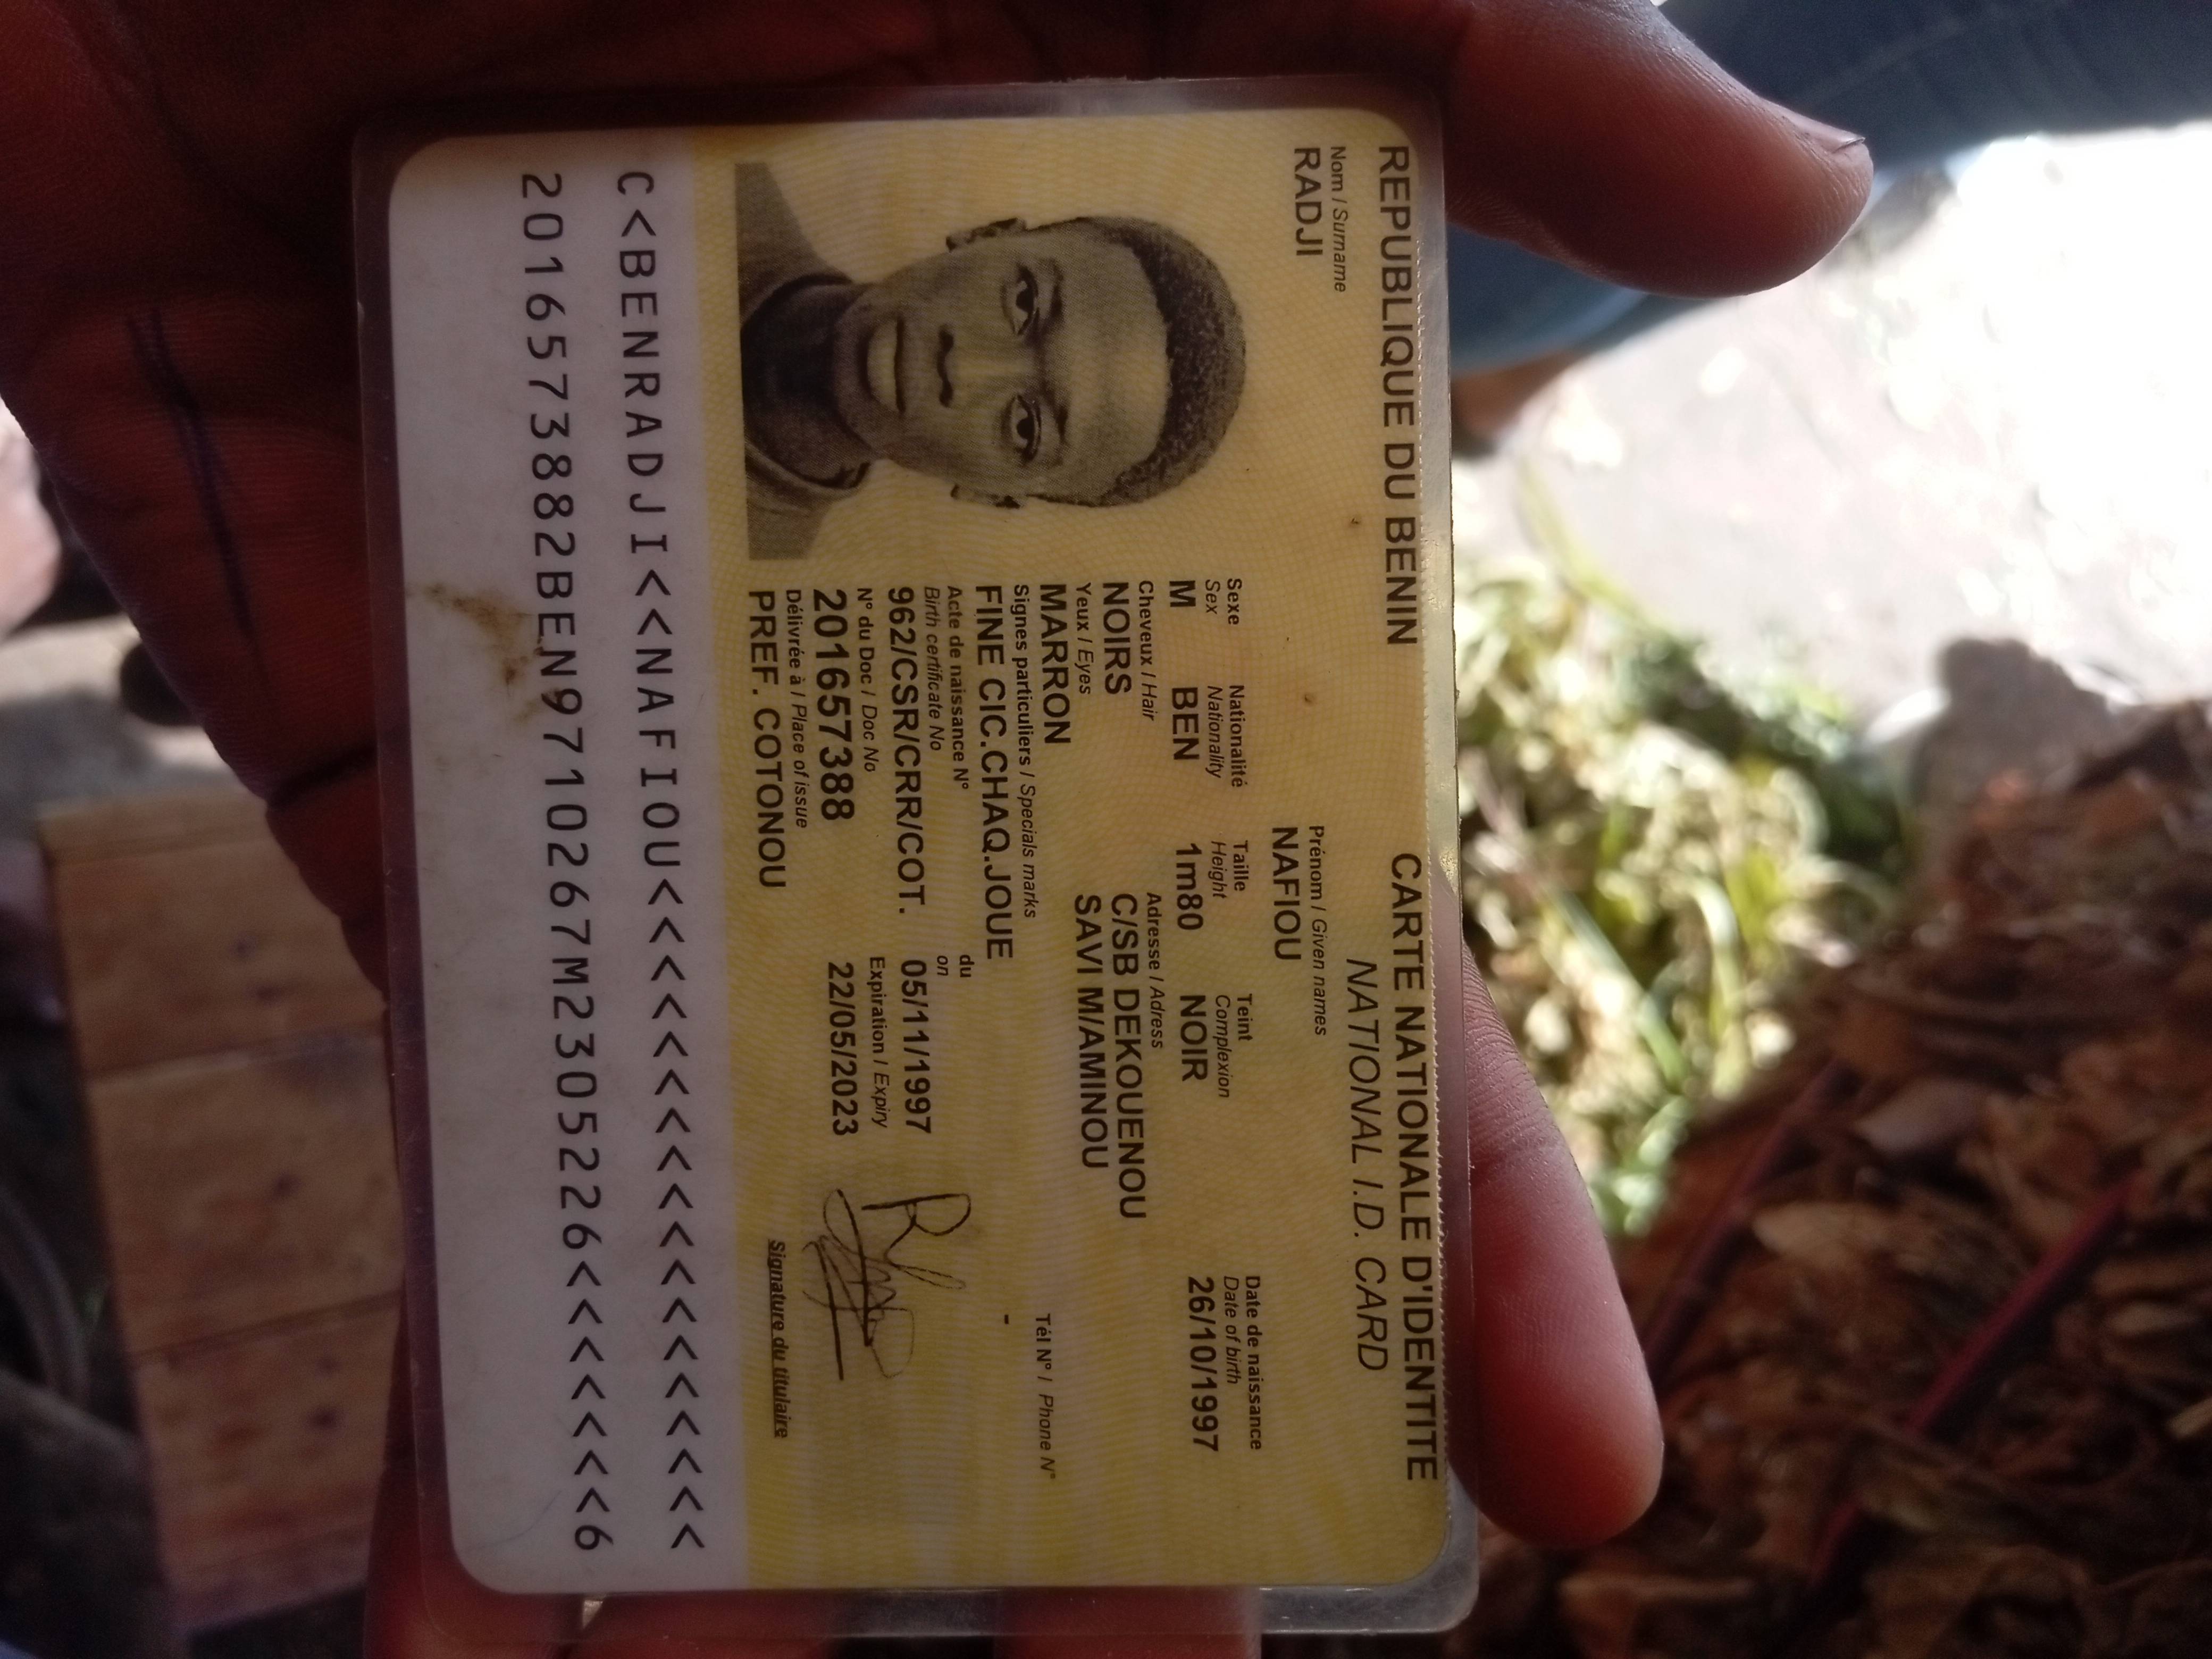 REPUBLIQUE DU BENIN
CARTE NATIONALE D'IDENTITE
NATIONAL I.D. CARD
Nom / Surname
RADJI
Prénom / Given names
NAFIOU
Sexe
Sex
M
Nationalité
Nationality
BEN
Taille
Height
1m80
Teint
Complexion
NOIR
Date de naissance
Date of birth
26/10/1997
Cheveux / Hair
NOIRS
Adresse / Adress
C/SB DEKOUENOU
SAVI M/AMINOU
Yeux / Eyes
MARRON
Tél N° / Phone N°
-
Signes particuliers / Specials marks
FINE CIC.CHAQ.JOUE
Acte de naissance N°
Birth certificate No
962/CSR/CRR/COT.
du
on
05/11/1997
N° du Doc / Doc No
201657388
Expiration / Expiry
22/05/2023
Délivrée à / Place of issue
PREF. COTONOU
Signature du titulaire
C<BENRADJI<<NAFIOU<<<<<<<<<<<<<<<<<<
2016573882BEN9710267M2305226<<<<<<<6